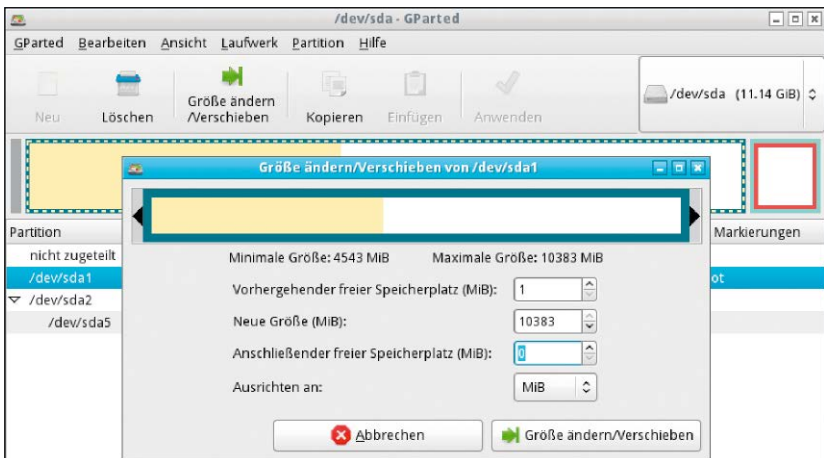 /dev/sda - GParted
GParted Bearbeiten Ansicht Laufwerk Partition Hilfe
Neu
Löschen
Größe ändern
/Verschieben
Kopieren
Einfügen
Anwenden
/dev/sda (11.14 GiB)
Größe ändern/Verschieben von /dev/sda1
Minimale Größe: 4543 MiB Maximale Größe: 10383 MiB
Vorhergehender freier Speicherplatz (MiB): 1
Neue Größe (MiB): 10383
Anschließender freier Speicherplatz (MiB): 0
Ausrichten an: MiB
Abbrechen
Größe ändern/Verschieben
Partition
Markierungen
nicht zugeteilt
/dev/sda1
ot
/dev/sda2
/dev/sda5